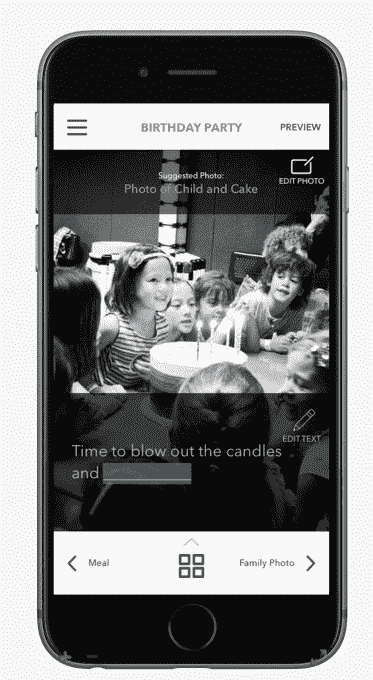 BIRTHDAY PARTY
PREVIEW
Suggested Photo:
Photo of Child and Cake
EDIT PHOTO
EDIT TEXT
Time to blow out the candles
and
Meal
Family Photo